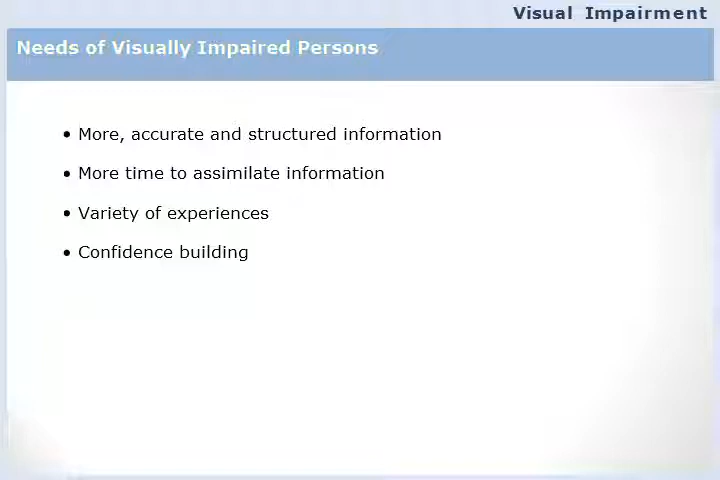 Visual Impairment
Needs of Visually Impaired Persons
• More, accurate and structured information
• More time to assimilate information
• Variety of experiences
• Confidence building